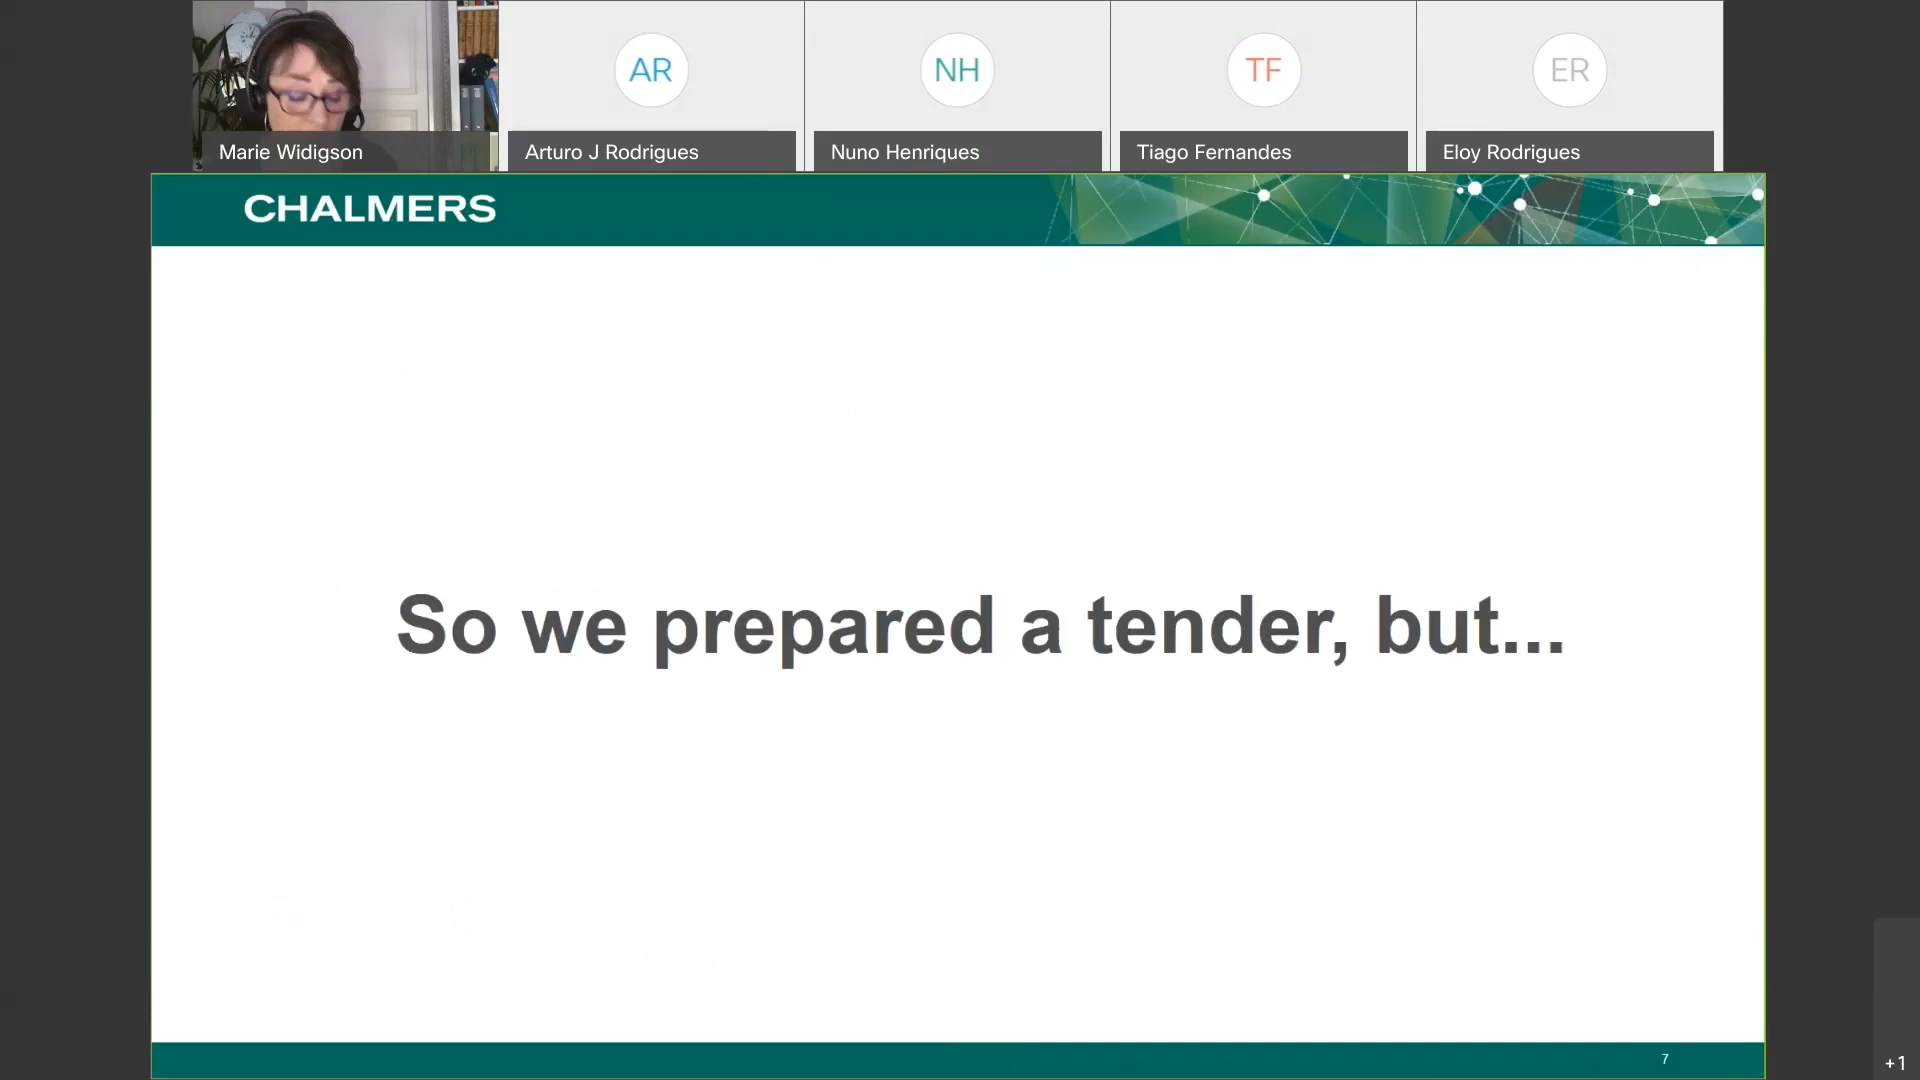 AR
NH
TF
ER
Marie Widigson
Arturo J Rodrigues
Nuno Henriques
Tiago Fernandes
Eloy Rodrigues
CHALMERS
So we prepared a tender, but...
7
+1